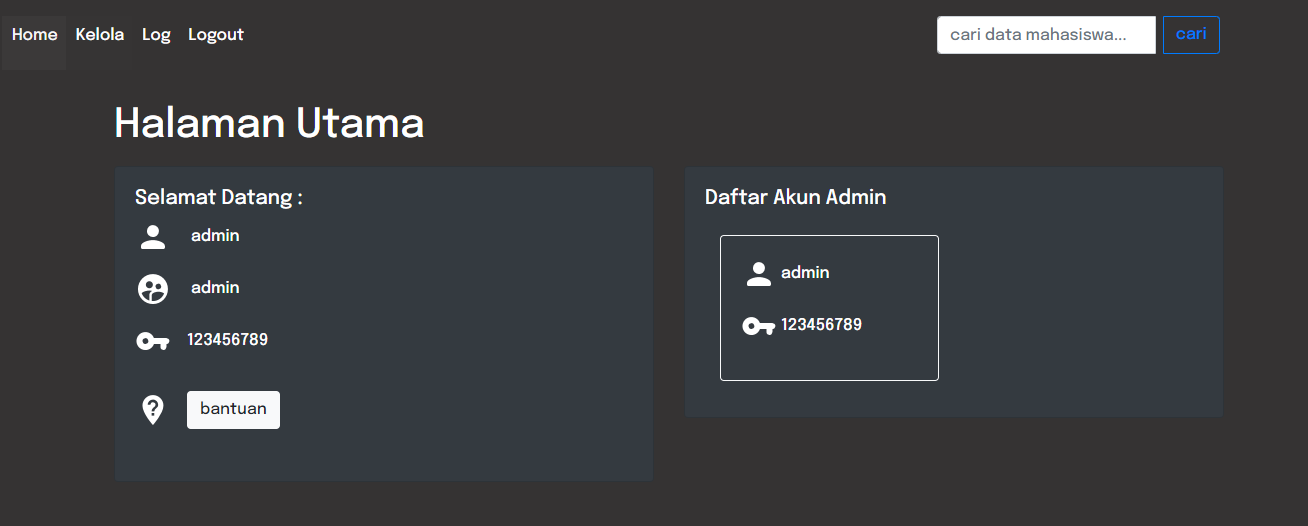 Home Kelola Log Logout
cari data mahasiswa... cari
Halaman Utama
Selamat Datang :
admin
admin
123456789
? bantuan
Daftar Akun Admin
admin
123456789